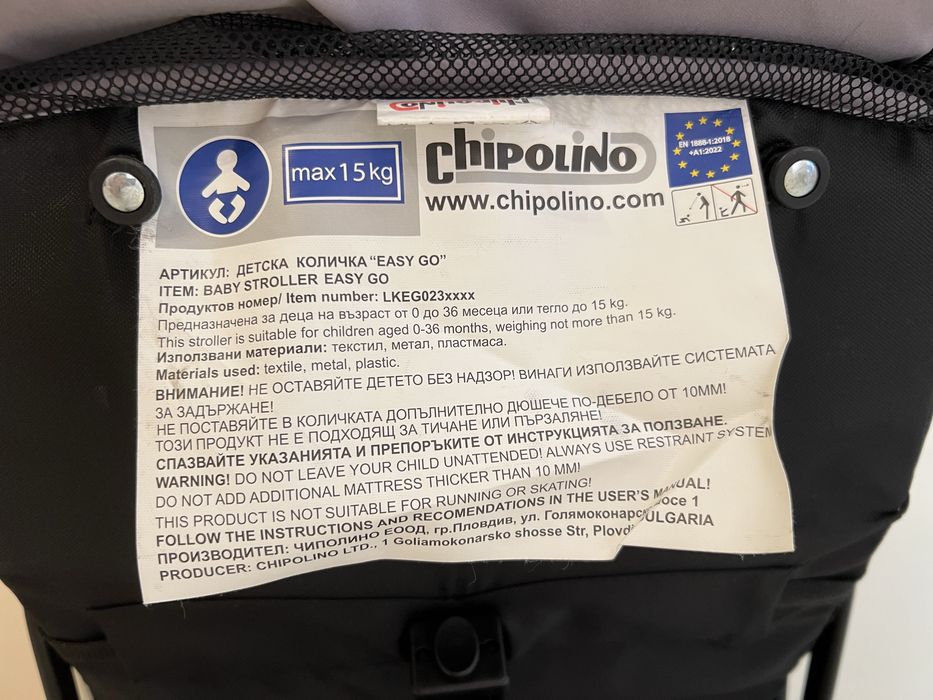 max 15 kg
chipolino
www.chipolino.com
EN 1888-1:2018
+A1:2022
АРТИКУЛ: ДЕТСКА КОЛИЧКА "EASY GO"
ITEM: BABY STROLLER EASY GO
Продуктов номер/ Item number: LKEG023xxxx
Предназначена за деца на възраст от 0 до 36 месеца или тегло до 15 kg.
This stroller is suitable for children aged 0-36 months, weighing not more than 15 kg.
Използвани материали: текстил, метал, пластмаса.
Materials used: textile, metal, plastic.
ВНИМАНИЕ! НЕ ОСТАВЯЙТЕ ДЕТЕТО БЕЗ НАДЗОР! ВИНАГИ ИЗПОЛЗВАЙТЕ СИСТЕМАТА
ЗА ЗАДЪРЖАНЕ!
НЕ ПОСТАВЯЙТЕ В КОЛИЧКАТА ДОПЪЛНИТЕЛНО ДЮШЕЧЕ ПО-ДЕБЕЛО ОТ 10ММ!
ТОЗИ ПРОДУКТ НЕ Е ПОДХОДЯЩ ЗА ТИЧАНЕ ИЛИ ПЪРЗАЛЯНЕ!
СПАЗВАЙТЕ УКАЗАНИЯТА И ПРЕПОРЪКИТЕ ОТ ИНСТРУКЦИЯТА ЗА ПОЛЗВАНЕ.
WARNING! DO NOT LEAVE YOUR CHILD UNATTENDED! ALWAYS USE RESTRAINT SYSTEM
DO NOT ADD ADDITIONAL MATTRESS THICKER THAN 10 MM!
THIS PRODUCT IS NOT SUITABLE FOR RUNNING OR SKATING!
FOLLOW THE INSTRUCTIONS AND RECOMENDATIONS IN THE USER'S MANUAL!
ПРОИЗВОДИТЕЛ: ЧИПОЛИНО ЕООД, гр.Пловдив, ул. 1
PRODUCER: CHIPOLINO LTD., 1 Goliamokonarsko shosse Str,